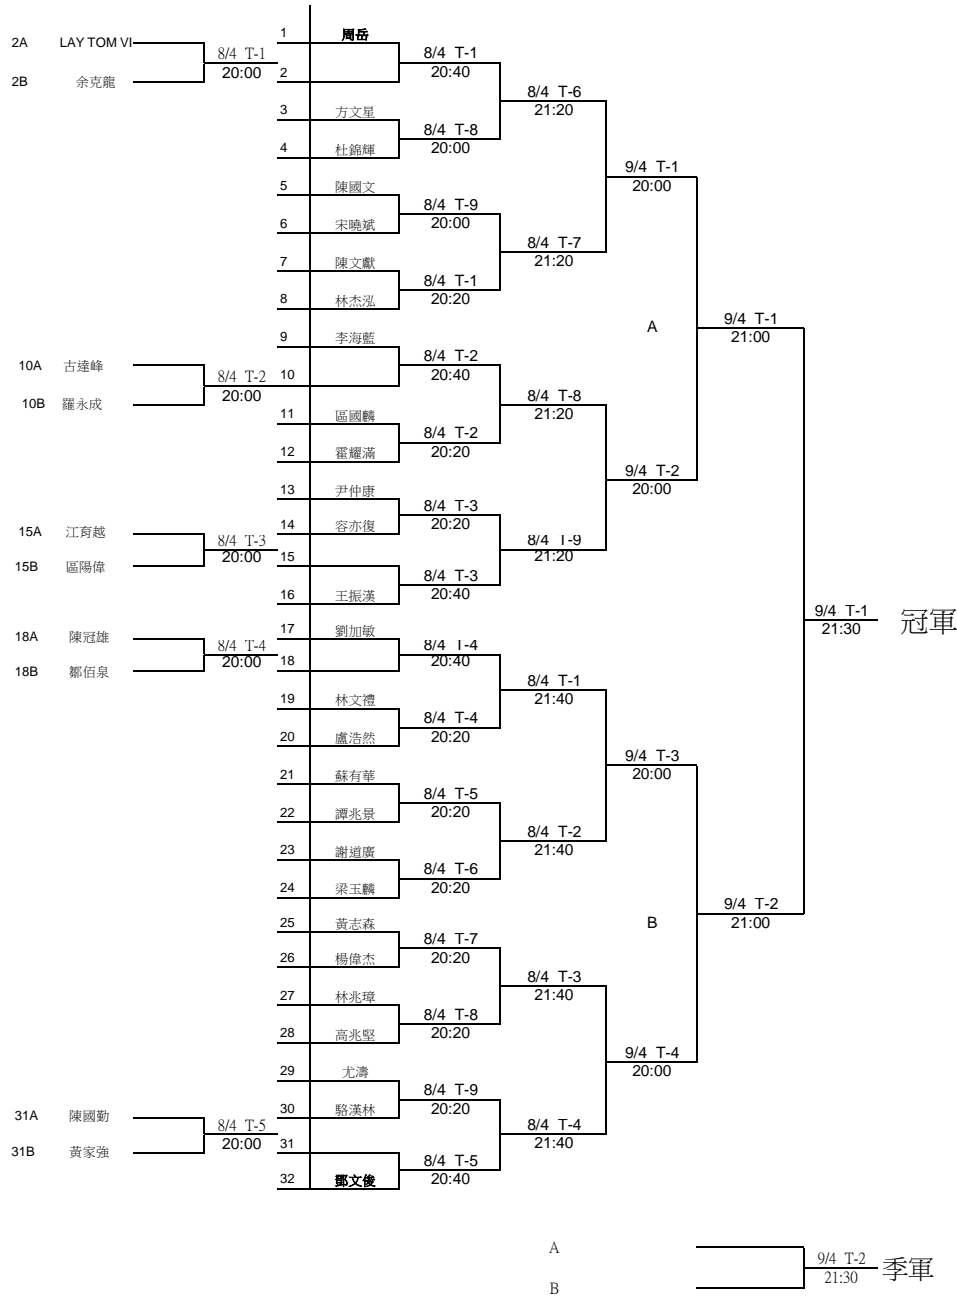 1 周岳
2A LAY TOM VI 8/4 T-1 8/4 T-1
20:00 20:40
2B 余克龍 2
8/4 T-6
21:20
3 方文星
8/4 T-8
20:00
4 杜錦輝
9/4 T-1
20:00
5 陳國文
8/4 T-9
20:00
6 宋曉斌
8/4 T-7
21:20
7 陳文獻
8/4 T-1
20:20
8 林杰泓
A 9/4 T-1
21:00
9 李海藍
8/4 T-2
20:40
10A 古達峰 8/4 T-2 10
20:00
10B 羅永成
8/4 T-8
21:20
11 區國麟
8/4 T-2
20:20
12 霍耀滿
9/4 T-2
20:00
13 尹仲康
8/4 T-3
20:20
14 容亦復
15A 江育越 8/4 T-3
20:00
8/4 T-9
21:20
15B 區陽偉 15
8/4 T-3
20:40
16 王振漢
9/4 T-1 冠軍
21:30
17 劉加敏
18A 陳冠雄 8/4 T-4 8/4 T-4
20:00 20:40
18B 鄒佰泉 18
8/4 T-1
21:40
19 林文禮
8/4 T-4
20:20
20 盧浩然
9/4 T-3
20:00
21 蘇有華
8/4 T-5
20:20
22 譚兆景
8/4 T-2
21:40
23 謝道廣
8/4 T-6
20:20
24 梁玉麟
9/4 T-2
21:00
25 黃志森 B
8/4 T-7
20:20
26 楊偉杰
8/4 T-3
21:40
27 林兆璋
8/4 T-8
20:20
28 高兆堅
9/4 T-4
20:00
29 尤濤
8/4 T-9
20:20
30 駱漢林
31A 陳國勤 8/4 T-5 8/4 T-4
20:00 21:40
31B 黃家強 31
8/4 T-5
20:40
32 鄧文俊
A
9/4 T-2 季軍
21:30
B